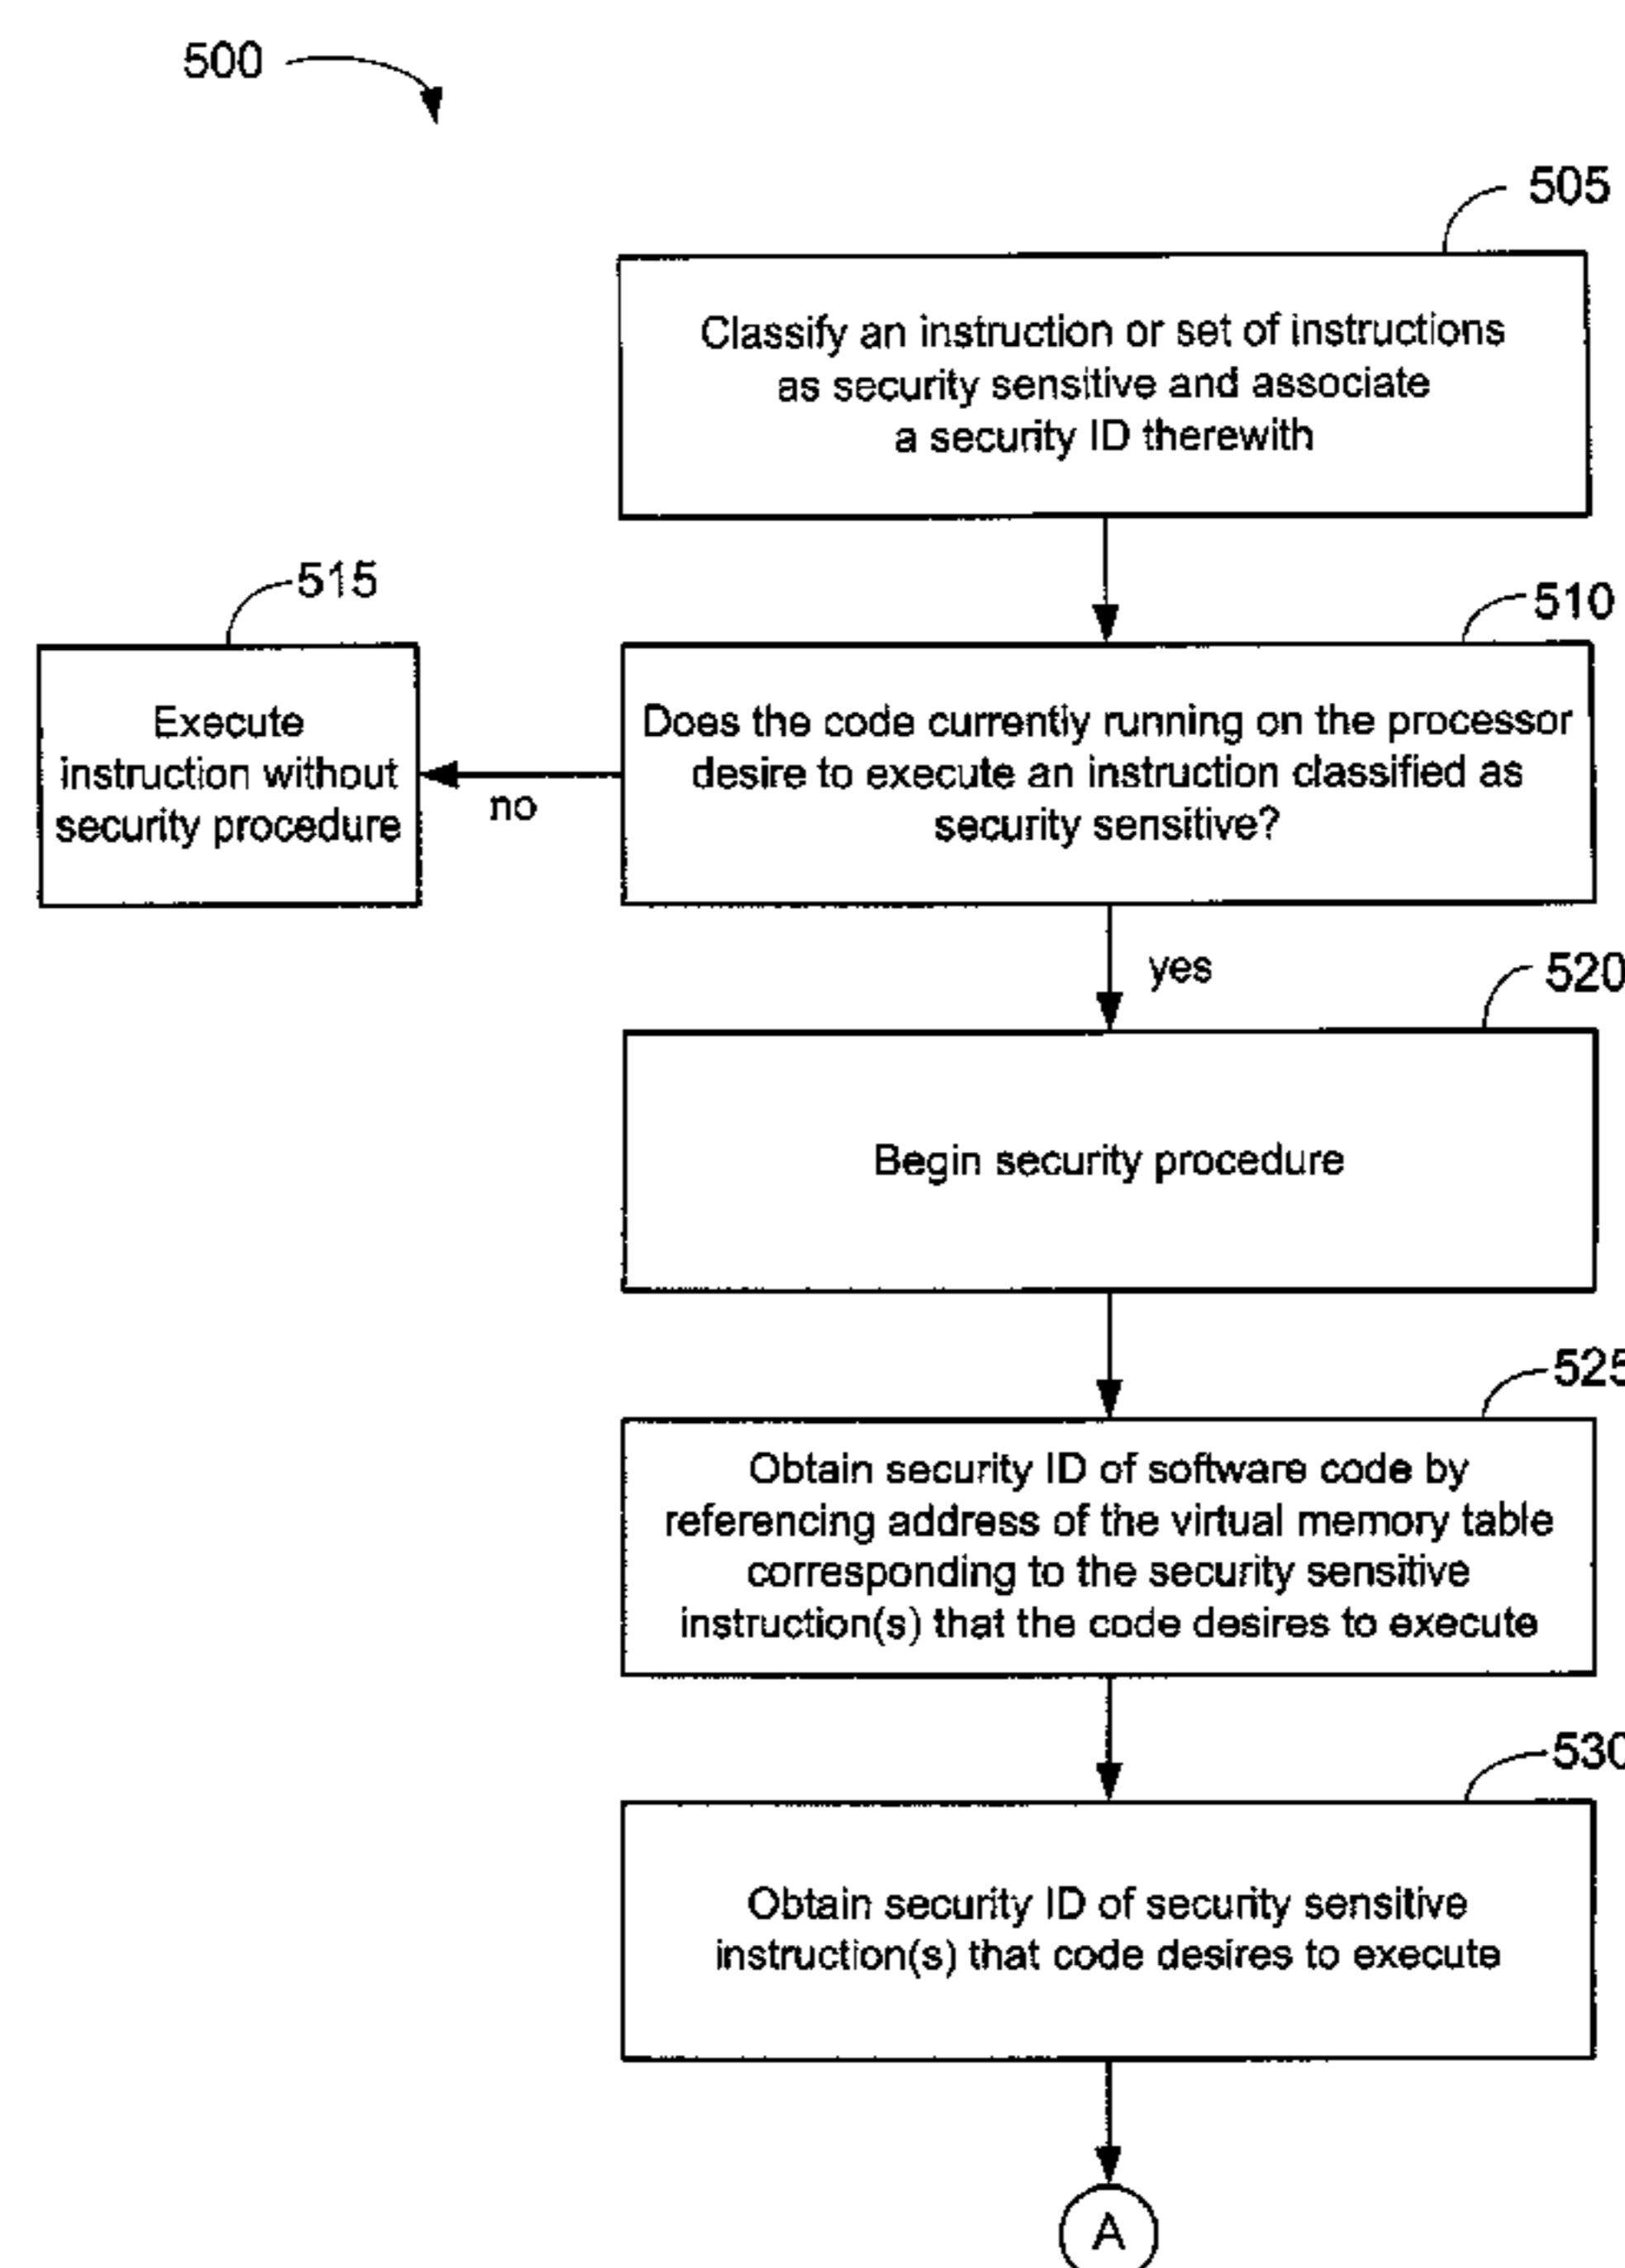 500
505
Classify an instruction or set of instructions
as security sensitive and associate
a security ID therewith
515
510
Execute
instruction without
security procedure
no
Does the code currently running on the processor
desire to execute an instruction classified as
security sensitive?
yes
520
Begin security procedure
525
Obtain security ID of software code by
referencing address of the virtual memory table
corresponding to the security sensitive
instruction(s) that the code desires to execute
530
Obtain security ID of security sensitive
instruction(s) that code desires to execute
A